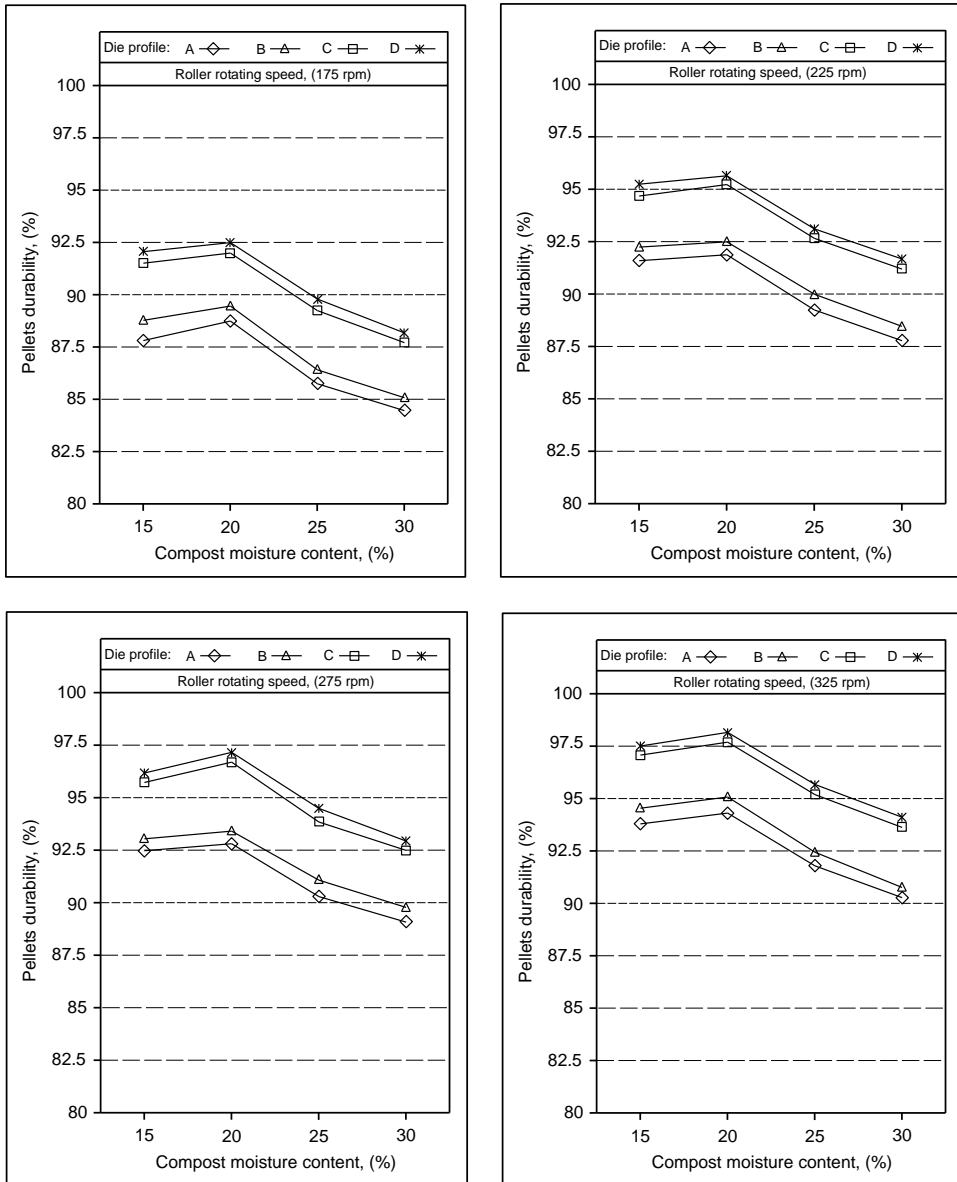 Die profile: A B C D
Roller rotating speed, (175 rpm)
100
97.5
95
92.5
90
87.5
85
82.5
80
15 20 25 30
Compost moisture content, (%)
Pellets durability, (%)
Die profile: A B C D
Roller rotating speed, (225 rpm)
100
97.5
95
92.5
90
87.5
85
82.5
80
15 20 25 30
Compost moisture content, (%)
Pellets durability, (%)
Die profile: A B C D
Roller rotating speed, (275 rpm)
100
97.5
95
92.5
90
87.5
85
82.5
80
15 20 25 30
Compost moisture content, (%)
Pellets durability, (%)
Die profile: A B C D
Roller rotating speed, (325 rpm)
100
97.5
95
92.5
90
87.5
85
82.5
80
15 20 25 30
Compost moisture content, (%)
Pellets durability, (%)